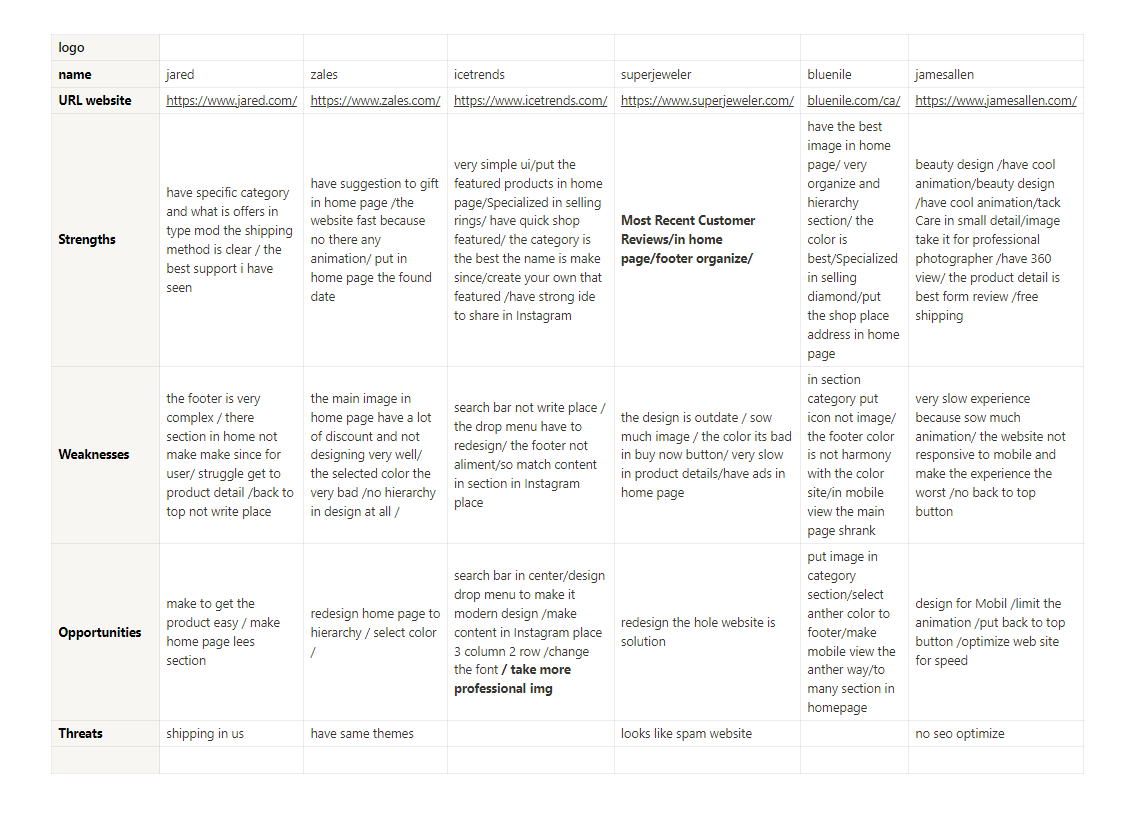 logo
name
jared
zales
icetrends
superjeweler
bluenile
jamesallen
URL website
https://www.jared.com/
https://www.zales.com/
https://www.icetrends.com/
https://www.superjeweler.com/
bluenile.com/ca/
https://www.jamesallen.com/
Strengths
have specific category
and what is offers in
type mod the shipping
method is clear / the
best support i have
seen
have suggestion to gift
in home page /the
website fast because
no there any
animation/ put in
home page the found
date
very simple ui/put the
featured products in home
page/Specialized in selling
rings/ have quick shop
featured/ the category is
the best the name is make
since/create your own that
featured /have strong ide
to share in Instagram
Most Recent Customer
Reviews/in home
page/footer organize/
have the best
image in home
page/ very
organize and
hierarchy
section/ the
color is
best/Specialized
in selling
diamond/put
the shop place
address in home
page
beauty design /have cool
animation/beauty design
/have cool animation/tack
Care in small detail/image
take it for professional
photographer /have 360
view/ the product detail is
best form review /free
shipping
Weaknesses
the footer is very
complex / there
section in home not
make make since for
user/ struggle get to
product detail /back to
top not write place
the main image in
home page have a lot
of discount and not
designing very well/
the selected color the
very bad /no hierarchy
in design at all /
search bar not write place /
the drop menu have to
redesign/ the footer not
aliment/so match content
in section in Instagram
place
the design is outdate / sow
much image / the color its bad
in buy now button/ very slow
in product details/have ads in
home page
in section
category put
icon not image/
the footer color
is not harmony
with the color
site/in mobile
view the main
page shrank
very slow experience
because sow much
animation/ the website not
responsive to mobile and
make the experience the
worst /no back to top
button
Opportunities
make to get the
product easy / make
home page lees
section
redesign home page to
hierarchy / select color
/
search bar in center/design
drop menu to make it
modern design /make
content in Instagram place
3 column 2 row /change
the font / take more
professional img
redesign the hole website is
solution
put image in
category
section/select
anther color to
footer/make
mobile view the
anther way/to
many section in
homepage
design for Mobil /limit the
animation /put back to top
button /optimize web site
for speed
Threats
shipping in us
have same themes
looks like spam website
no seo optimize